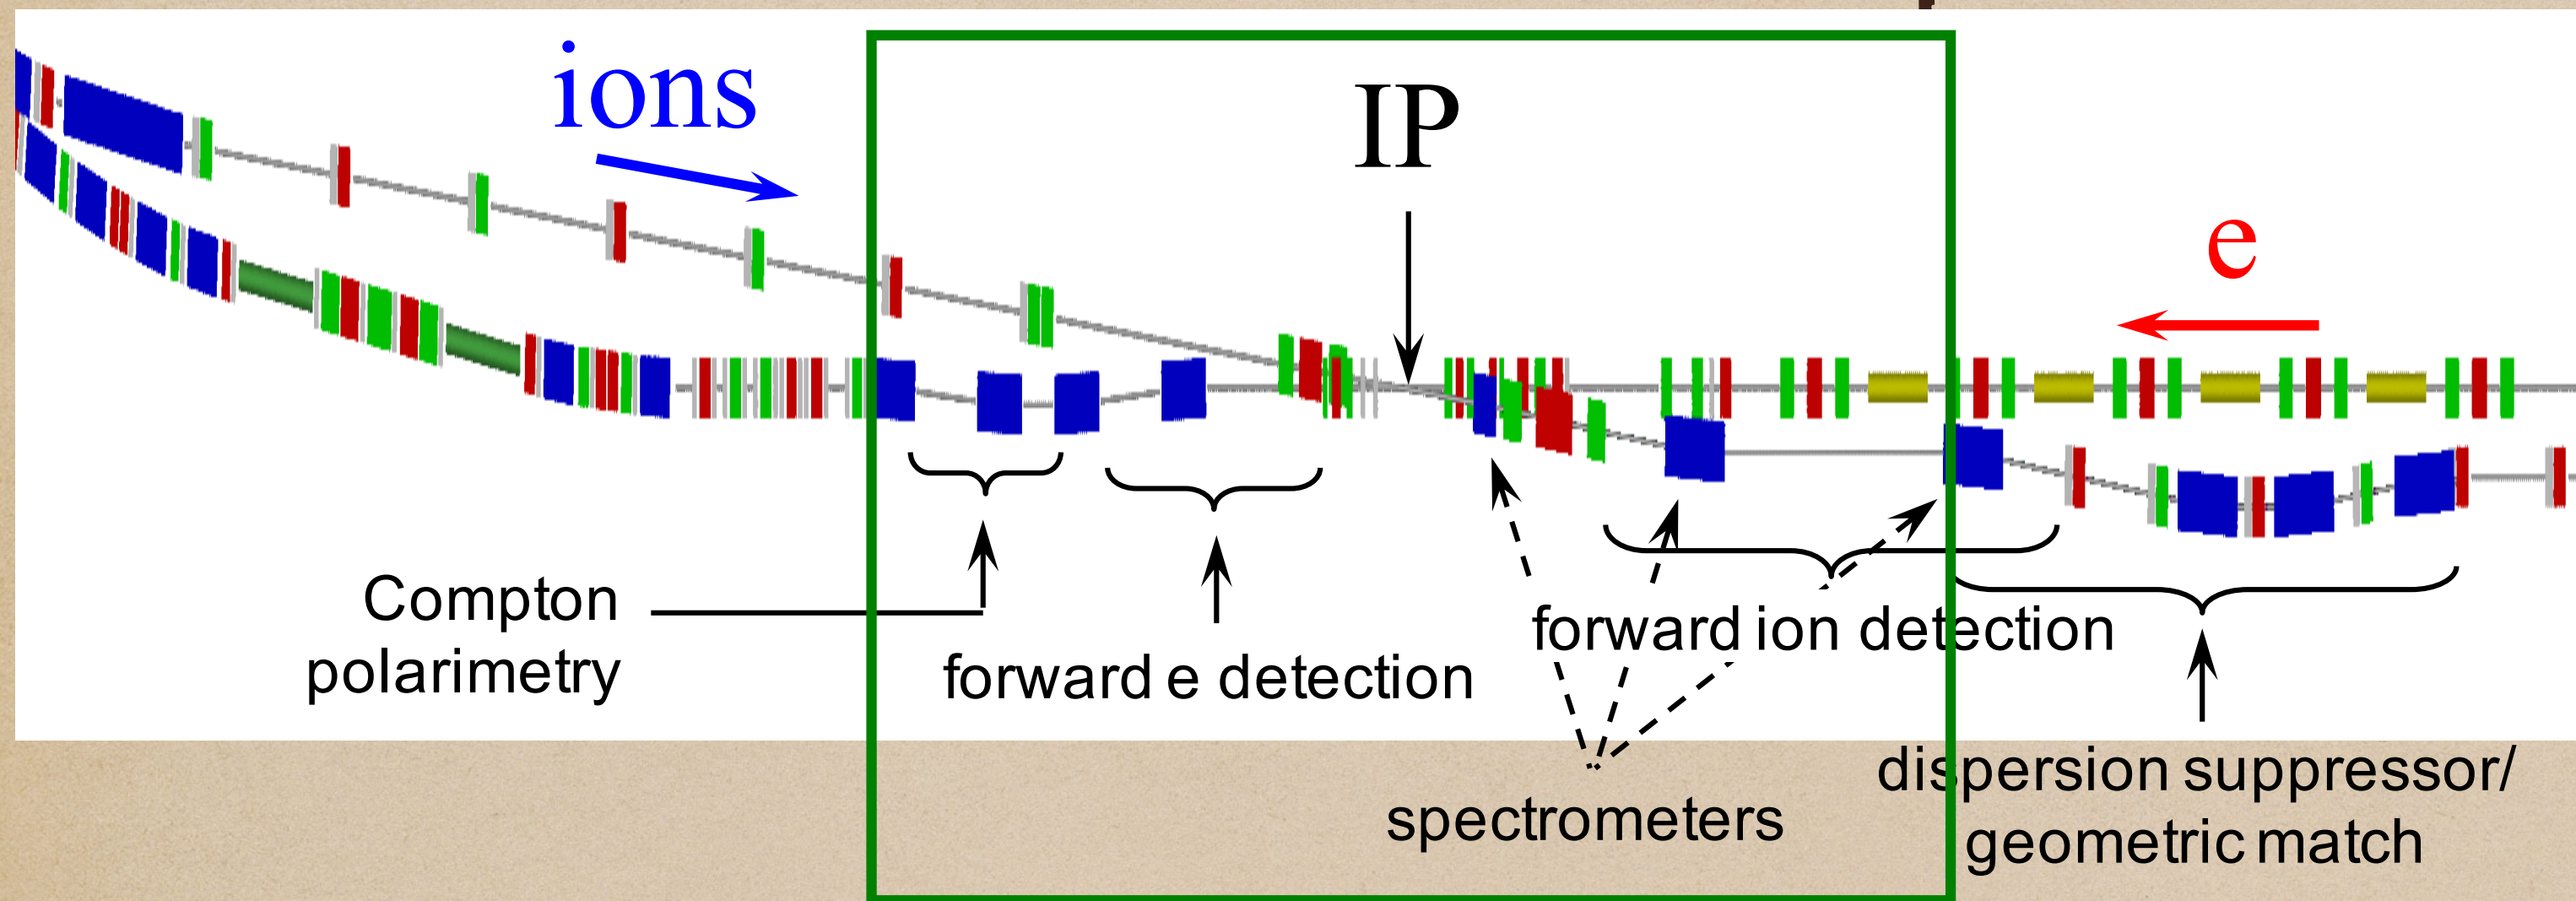 ions
IP
e
Compton
polarimetry
forward e detection
forward ion detection
spectrometers
dispersion suppressor/
geometric match